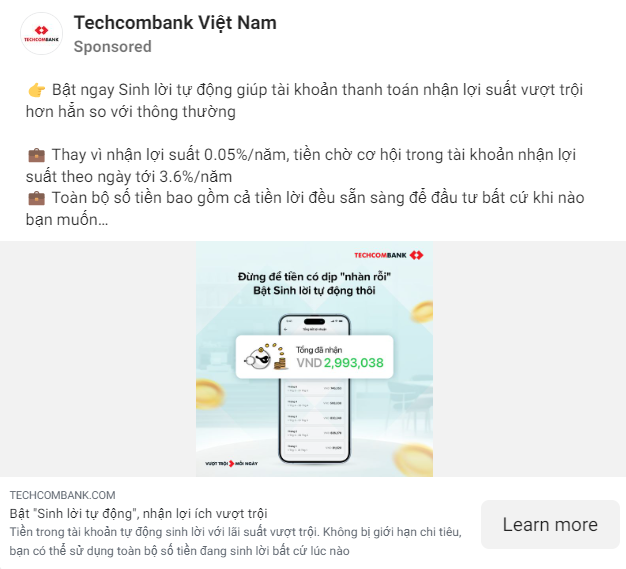 TECHCOMBANK
Techcombank Việt Nam
Sponsored
👉 Bật ngay Sinh lời tự động giúp tài khoản thanh toán nhận lợi suất vượt trội
hơn hẳn so với thông thường
💼 Thay vì nhận lợi suất 0.05%/năm, tiền chờ cơ hội trong tài khoản nhận lợi
suất theo ngày tới 3.6%/năm
💼 Toàn bộ số tiền bao gồm cả tiền lời đều sẵn sàng để đầu tư bất cứ khi nào
bạn muốn...
TECHCOMBANK
Đừng để tiền có dịp "nhàn rỗi"
Bật Sinh lời tự động thôi
Tổng đã nhận
VND 2,993,038
VƯỢT TRỘI MỖI NGÀY
TECHCOMBANK.COM
Bật "Sinh lời tự động", nhận lợi ích vượt trội
Tiền trong tài khoản tự động sinh lời với lãi suất vượt trội. Không bị giới hạn chi tiêu,
bạn có thể sử dụng toàn bộ số tiền đang sinh lời bất cứ lúc nào
Learn more